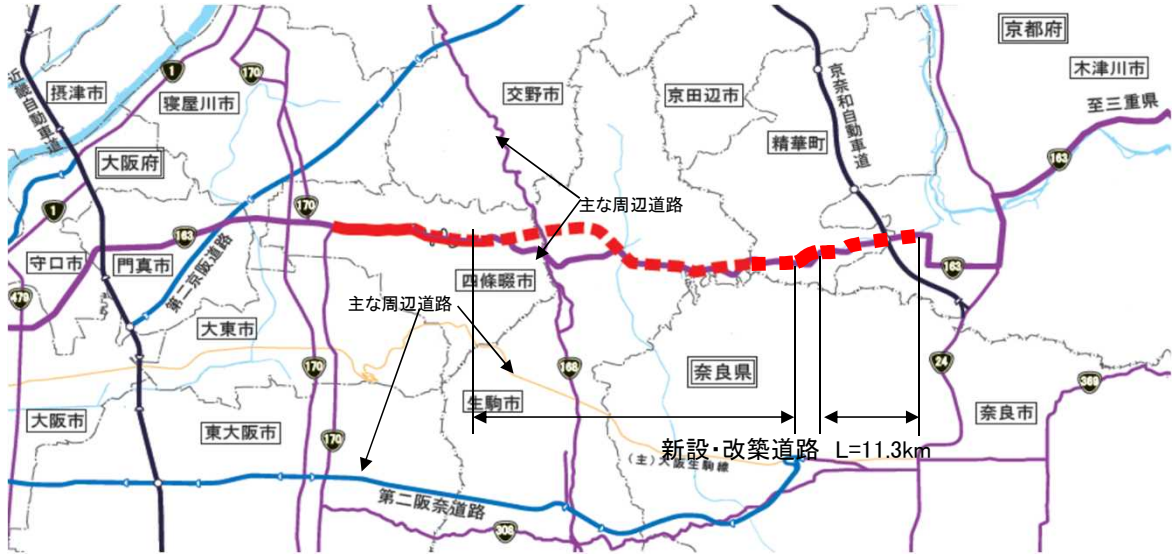 京都府
木津川市
至三重県
163
1
170
摂津市
寝屋川市
近畿自動車道
大阪府
交野市
京田辺市
精華町
京奈和自動車道
主な周辺道路
1
170
163
守口市
門真市
第二京阪道路
四條畷市
163
479
大東市
主な周辺道路
170
168
奈良県
24
369
生駒市
大阪市
東大阪市
170
奈良市
新設・改築道路 L=11.3km
(主)大阪生駒線
第二阪奈道路
308